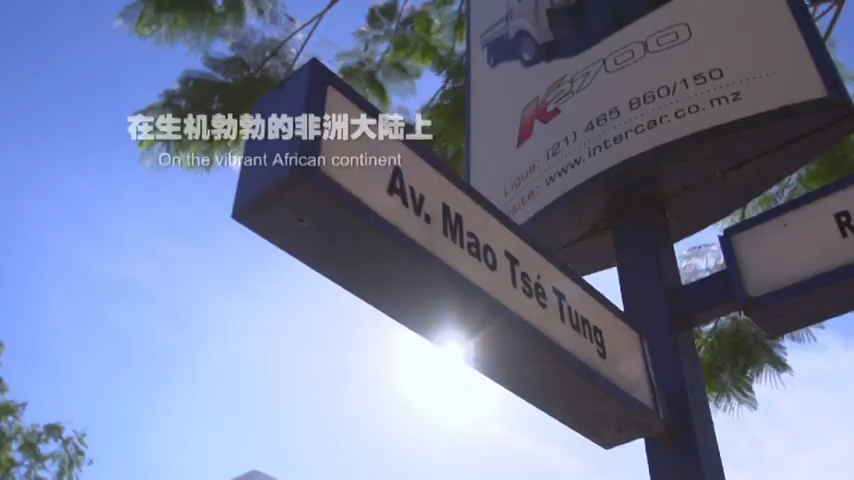 在生机勃勃的非洲大陆上
On the vibrant African continent
K2700
Ligue: (21) 465 860/150
www.intercar.co.mz
Av. Mao Tsé Tung
R